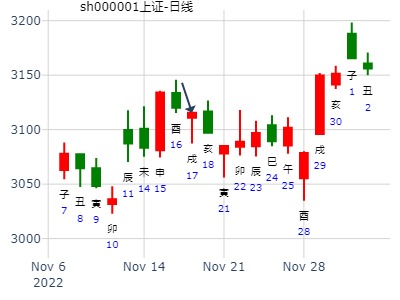 sh000001上证-日线
3200
3150
3100
3050
3000
子
7
丑
8
寅
9
卯
10
辰
11
未
14
申
15
酉
16
戌
17
亥
18
寅
21
卯
22
辰
23
巳
24
午
25
酉
28
戌
29
亥
30
子
1
丑
2
Nov 6
2022
Nov 14
Nov 21
Nov 28